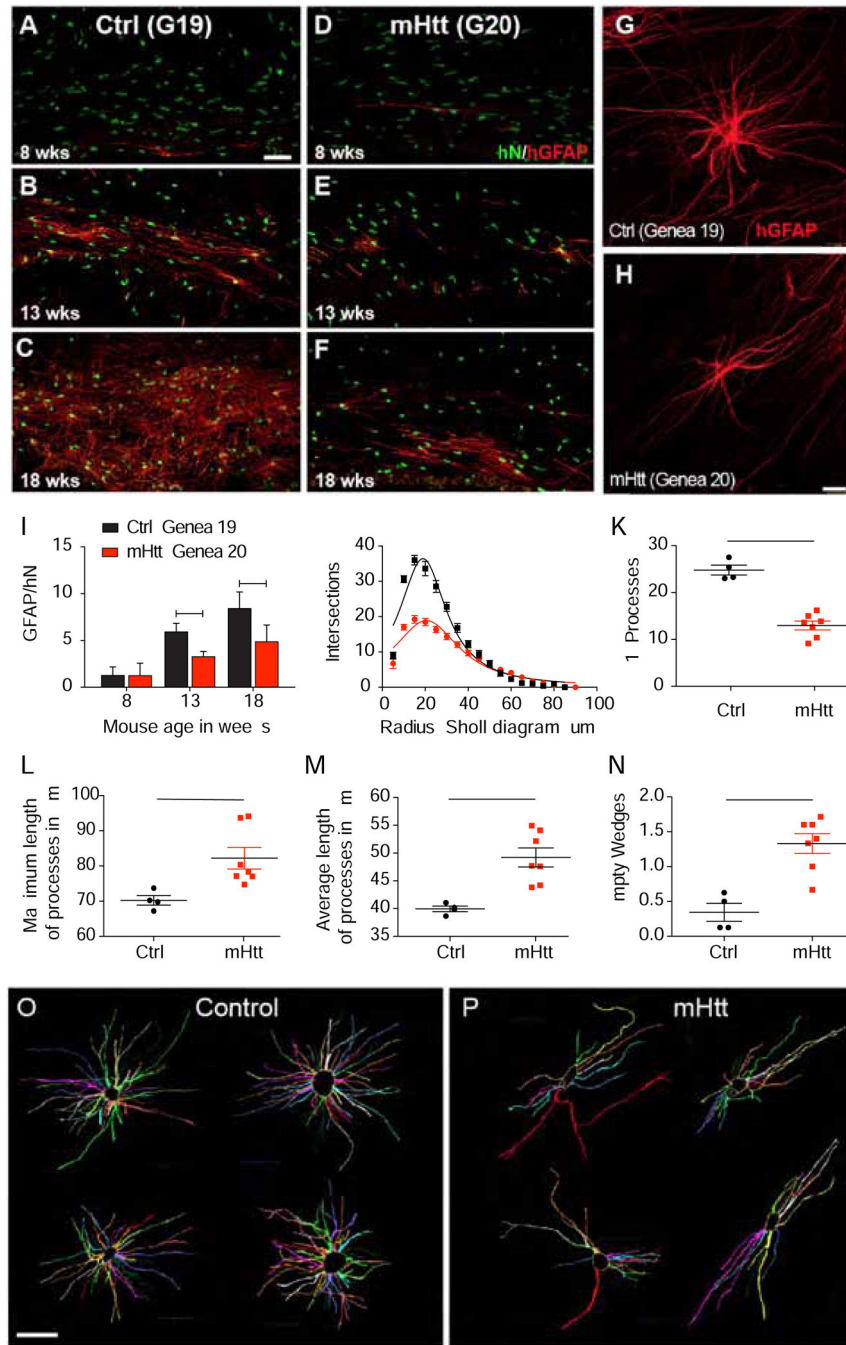 A Ctrl (G19)
D mHtt (G20)
G
8 wks
8 wks
hN/hGFAP
B
E
Ctrl (Genea 19) hGFAP
13 wks
13 wks
H
C
F
18 wks
18 wks
mHtt (Genea 20)
I
Ctrl Genea 19
mHtt Genea 20
15
10
5
0
GFAP/hN
8 13 18
Mouse age in wee s
40
30
20
10
0
Intersections
0 20 40 60 80 100
Radius Sholl diagram um
K
30
20
10
0
1 Processes
Ctrl mHtt
L
100
90
80
70
60
Ma imum length
of processes in m
Ctrl mHtt
M
60
55
50
45
40
35
Average length
of processes in m
Ctrl mHtt
N
2.0
1.5
1.0
0.5
0.0
mpty Wedges
Ctrl mHtt
O Control
P mHtt